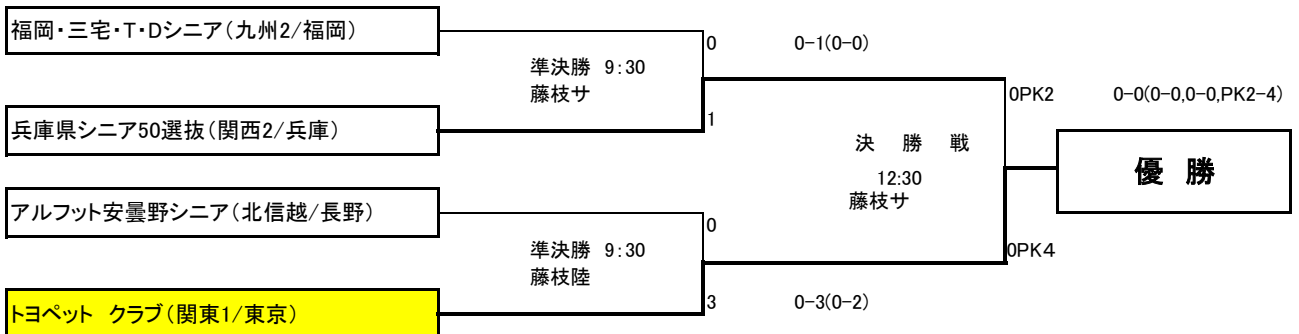 福岡・三宅・T・Dシニア（九州2/福岡）
0
0-1(0-0)
準決勝 9:30
藤枝サ
0PK2
0-0(0-0,0-0,PK2-4)
兵庫県シニア50選抜（関西2/兵庫）
1
決 勝 戦
12:30
藤枝サ
優 勝
アルフット安曇野シニア（北信越/長野）
0
準決勝 9:30
藤枝陸
0PK4
トヨペット クラブ（関東1/東京）
3
0-3(0-2)